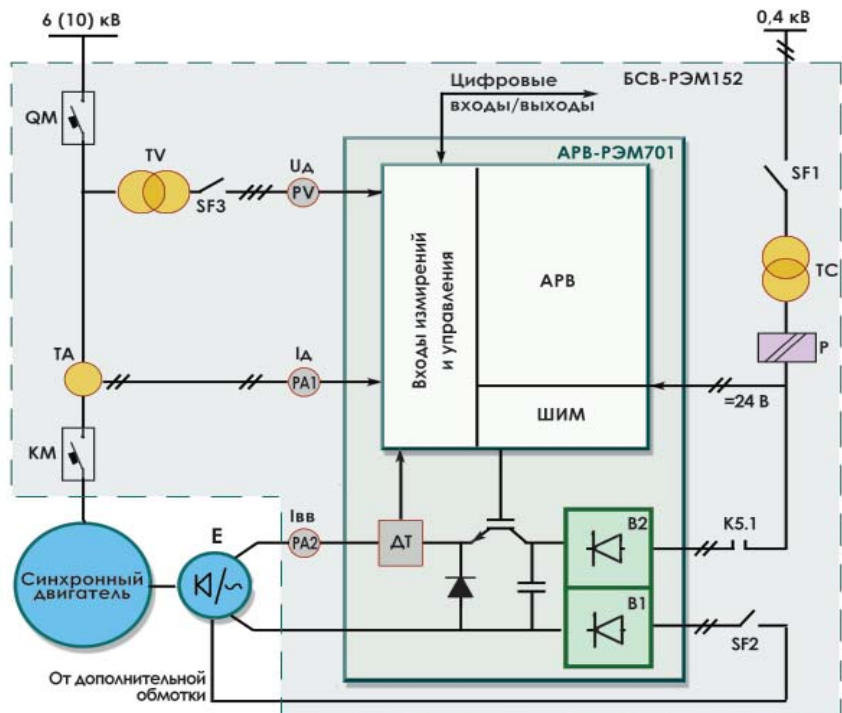 6 (10) кВ
0,4 кВ
Цифровые
входы/выходы
БСВ-РЭМ152
QM
TV
SF3
Uд
PV
АРВ-РЭМ701
SF1
TC
Входы измирений
и управления
АРВ
TA
Iд
PA1
P
=24 В
ШИМ
KM
Iвв
E
PA2
ДТ
B2
K5.1
Синхронный
двигатель
B1
SF2
От дополнительной
обмотки